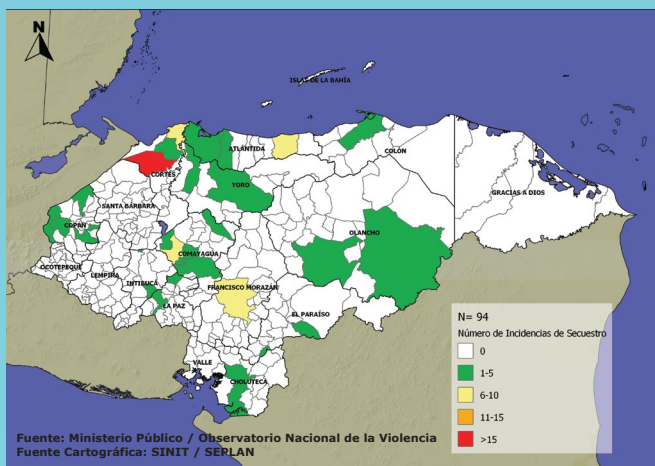 N
ISLAS DE LA BAHÍA
ATLÁNTIDA
COLÓN
CORTÉS
YORO
GRACIAS A DIOS
SANTA BÁRBARA
COPÁN
OLANCHO
OCOTEPEQUE
COMAYAGUA
LEMPIRA
INTIBUCÁ
FRANCISCO MORAZÁN
LA PAZ
EL PARAÍSO
VALLE
CHOLUTECA
N= 94
Número de Incidencias de Secuestro
0
1-5
6-10
11-15
>15
Fuente: Ministerio Público / Observatorio Nacional de la Violencia
Fuente Cartográfica: SINIT / SEPLAN